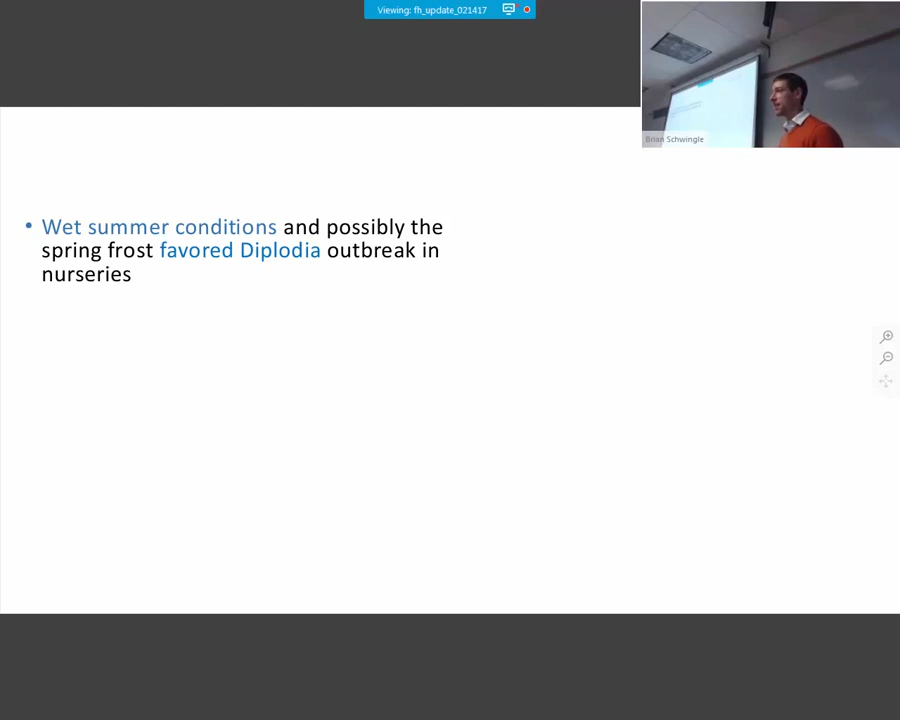 Viewing: fh_update_021417
Brian Schwingle
• Wet summer conditions and possibly the
spring frost favored Diplodia outbreak in
nurseries